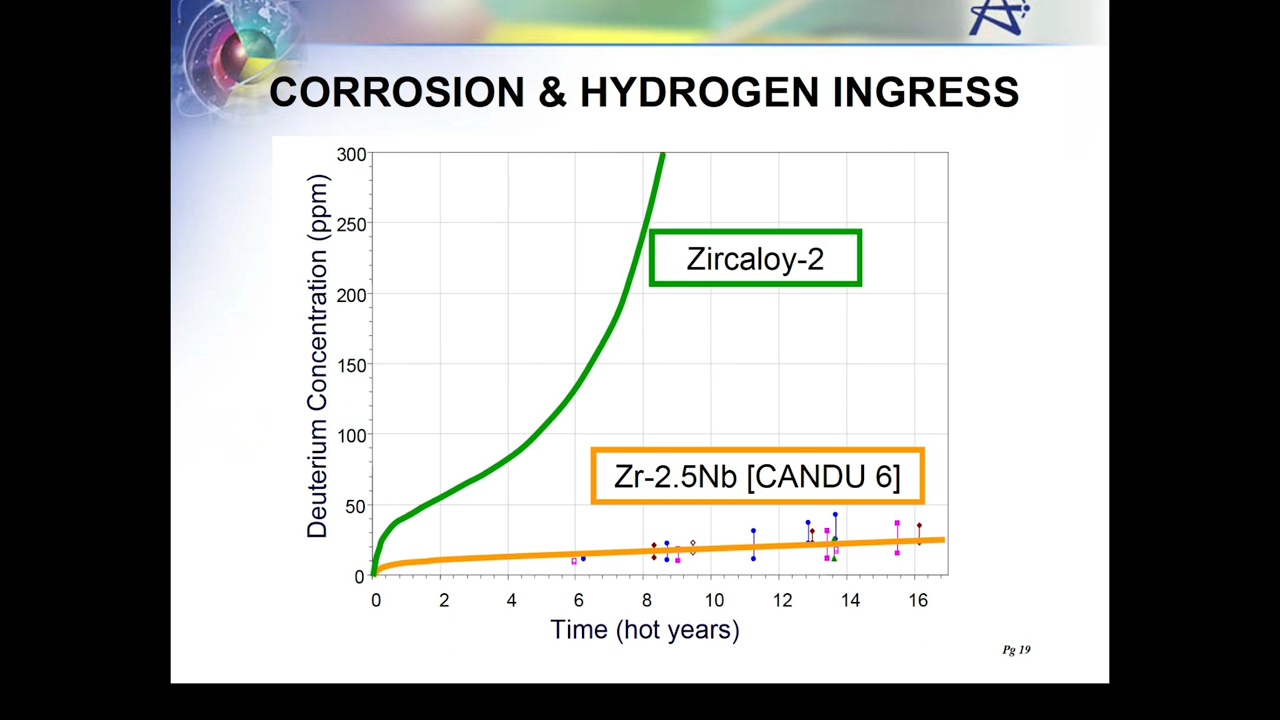 CORROSION & HYDROGEN INGRESS
Deuterium Concentration (ppm)
300
250
200
150
100
50
0
Zircaloy-2
Zr-2.5Nb [CANDU 6]
0 2 4 6 8 10 12 14 16
Time (hot years)
Pg 19